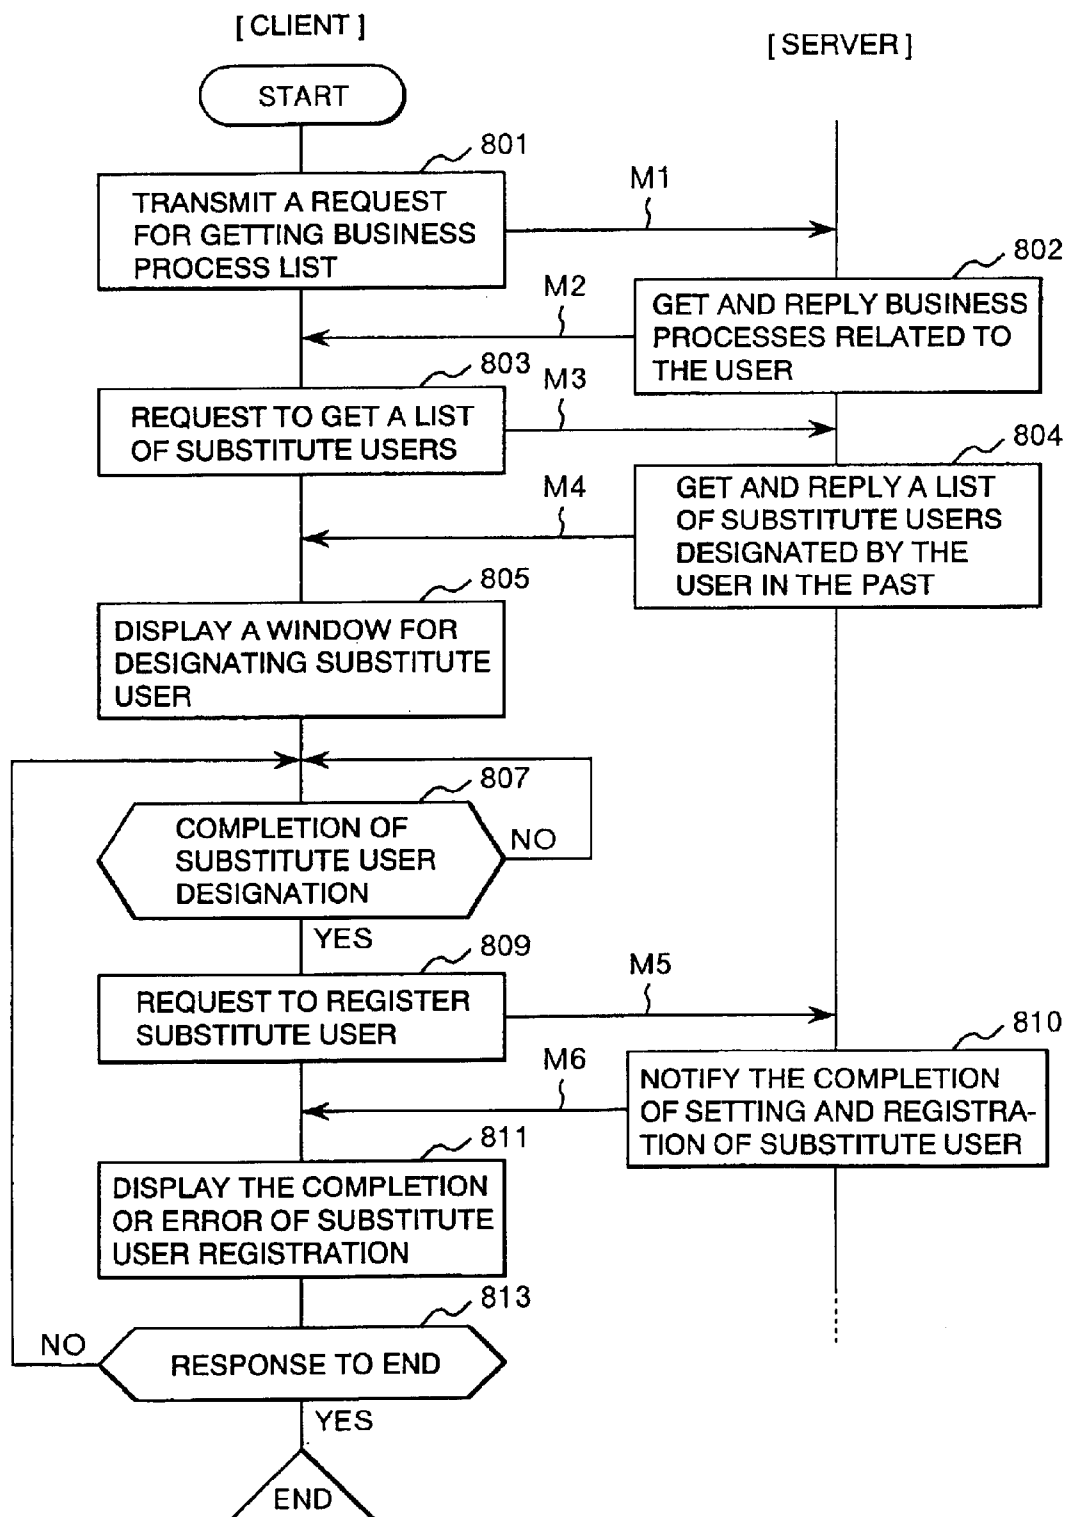 [ CLIENT ]
[ SERVER ]
START
801
TRANSMIT A REQUEST
FOR GETTING BUSINESS
PROCESS LIST
M1
802
GET AND REPLY BUSINESS
PROCESSES RELATED TO
THE USER
M2
803
REQUEST TO GET A LIST
OF SUBSTITUTE USERS
M3
804
GET AND REPLY A LIST
OF SUBSTITUTE USERS
DESIGNATED BY THE
USER IN THE PAST
M4
805
DISPLAY A WINDOW FOR
DESIGNATING SUBSTITUTE
USER
807
COMPLETION OF
SUBSTITUTE USER
DESIGNATION
NO
YES
809
REQUEST TO REGISTER
SUBSTITUTE USER
M5
810
NOTIFY THE COMPLETION
OF SETTING AND REGISTRA-
TION OF SUBSTITUTE USER
M6
811
DISPLAY THE COMPLETION
OR ERROR OF SUBSTITUTE
USER REGISTRATION
813
RESPONSE TO END
NO
YES
END